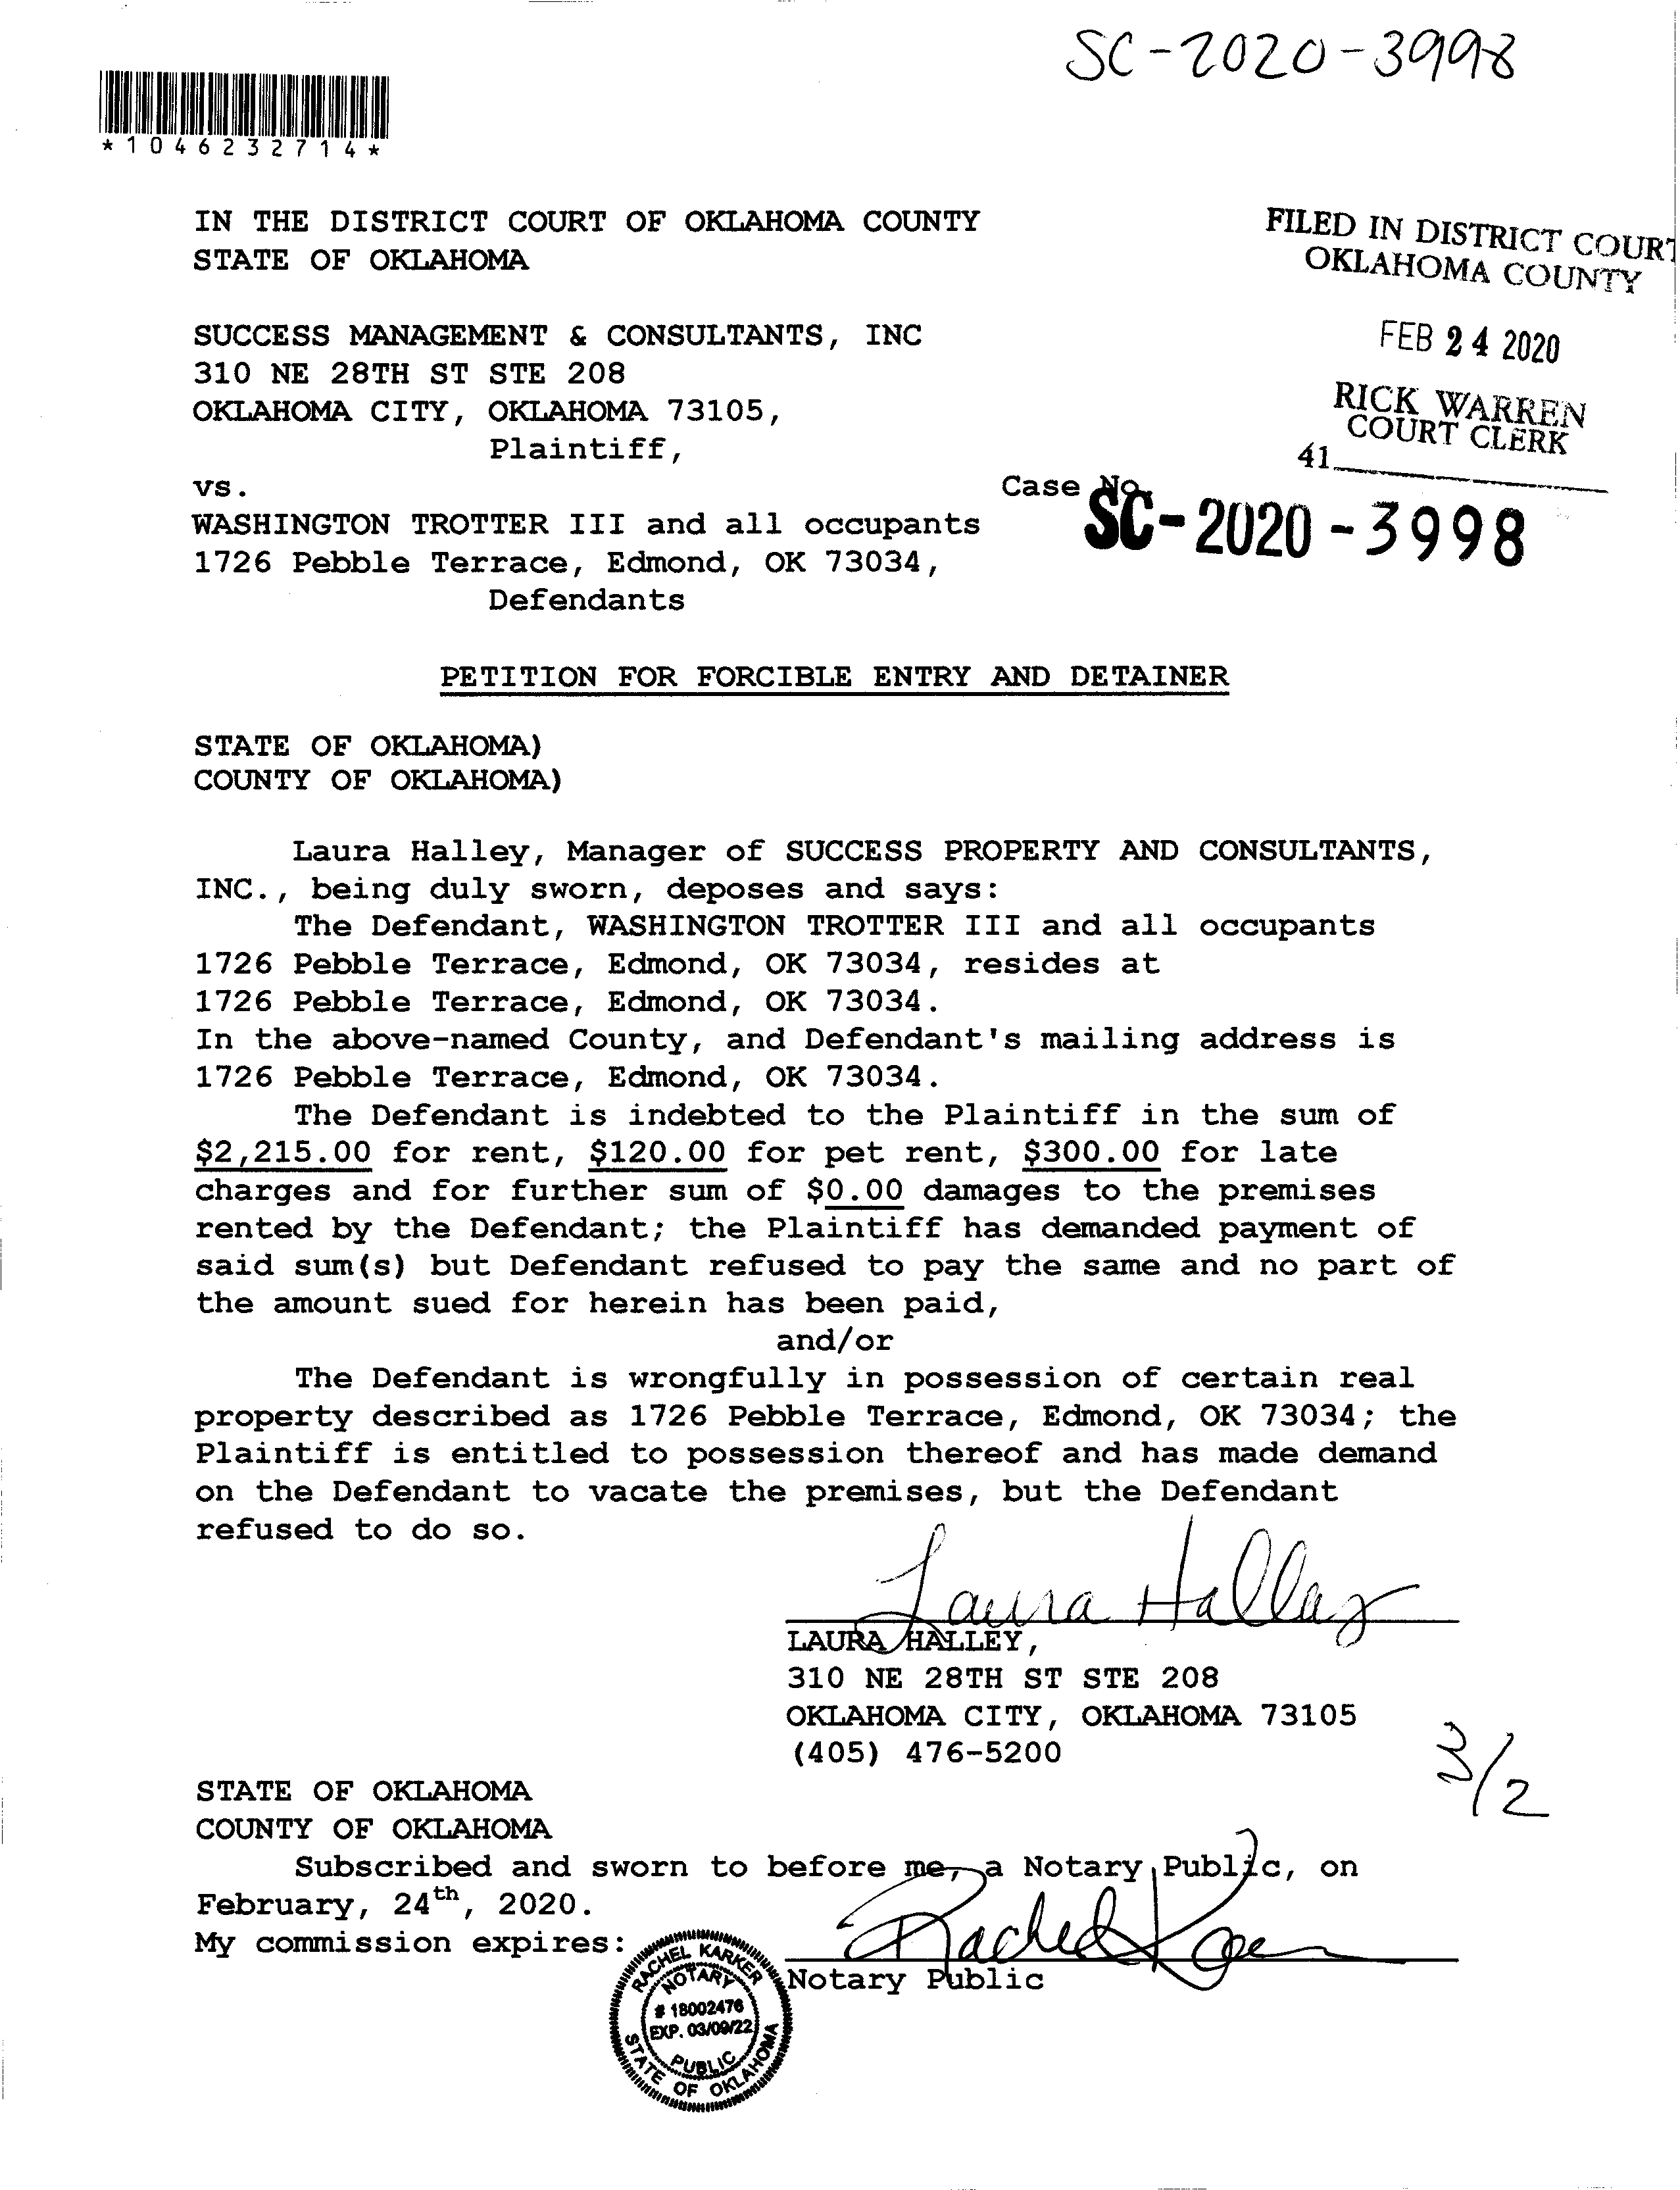 SC-2020-3998
*1046232714*
IN THE DISTRICT COURT OF OKLAHOMA COUNTY
STATE OF OKLAHOMA
FILED IN DISTRICT COURT
OKLAHOMA COUNTY
FEB 24 2020
RICK WARREN
COURT CLERK
41
SUCCESS MANAGEMENT & CONSULTANTS, INC
310 NE 28TH ST STE 208
OKLAHOMA CITY, OKLAHOMA 73105,
Plaintiff,
vs.
Case No.
SC-2020-3998
WASHINGTON TROTTER III and all occupants
1726 Pebble Terrace, Edmond, OK 73034,
Defendants
PETITION FOR FORCIBLE ENTRY AND DETAINER
STATE OF OKLAHOMA)
COUNTY OF OKLAHOMA)
Laura Halley, Manager of SUCCESS PROPERTY AND CONSULTANTS,
INC., being duly sworn, deposes and says:
The Defendant, WASHINGTON TROTTER III and all occupants
1726 Pebble Terrace, Edmond, OK 73034, resides at
1726 Pebble Terrace, Edmond, OK 73034.
In the above-named County, and Defendant's mailing address is
1726 Pebble Terrace, Edmond, OK 73034.
The Defendant is indebted to the Plaintiff in the sum of
$2,215.00 for rent, $120.00 for pet rent, $300.00 for late
charges and for further sum of $0.00 damages to the premises
rented by the Defendant; the Plaintiff has demanded payment of
said sum(s) but Defendant refused to pay the same and no part of
the amount sued for herein has been paid,
and/or
The Defendant is wrongfully in possession of certain real
property described as 1726 Pebble Terrace, Edmond, OK 73034; the
Plaintiff is entitled to possession thereof and has made demand
on the Defendant to vacate the premises, but the Defendant
refused to do so.
Laura Halley
LAURA HALLEY,
310 NE 28TH ST STE 208
OKLAHOMA CITY, OKLAHOMA 73105
(405) 476-5200
3/2
STATE OF OKLAHOMA
COUNTY OF OKLAHOMA
Subscribed and sworn to before me, a Notary Public, on
February, 24th, 2020.
My commission expires:
Rachel
Notary Public
RACHEL KARKER
NOTARY
# 18002476
EXP. 03/09/22
PUBLIC
STATE OF OKLAHOMA